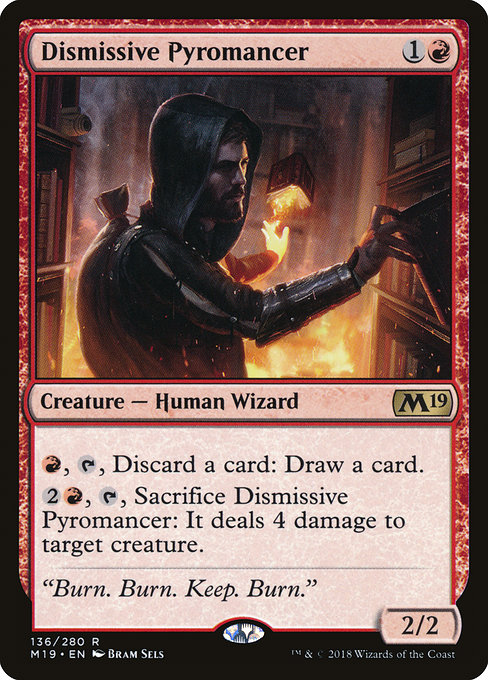 Dismissive Pyromancer 1
Creature — Human Wizard M19
, , Discard a card: Draw a card.
2 , , Sacrifice Dismissive
Pyromancer: It deals 4 damage to
target creature.
“Burn. Burn. Keep. Burn.”
2/2
136/280 R
M19 • EN Bram Sels
™ & © 2018 Wizards of the Coast